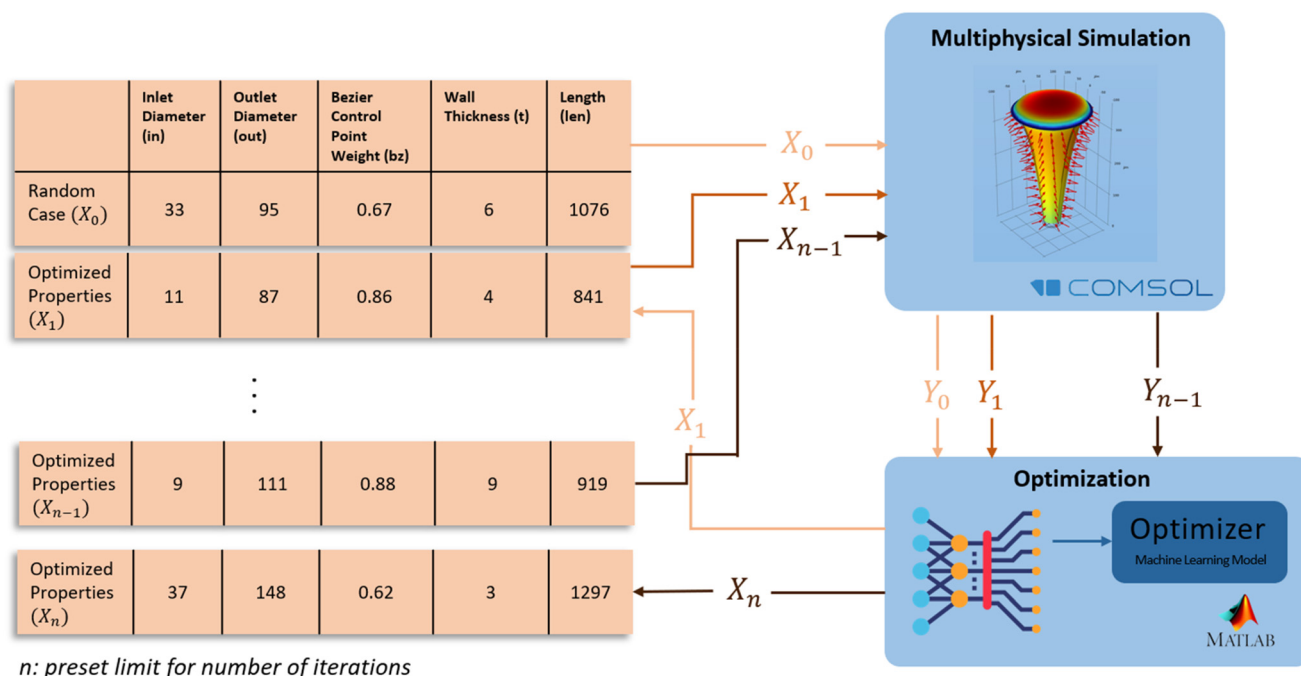 Multiphysical Simulation
Inlet
Diameter
(in)
Outlet
Diameter
(out)
Bezier
Control
Point
Weight (bz)
Wall
Thickness (t)
Length
(len)
Random
Case (X₀)
33
95
0.67
6
1076
Optimized
Properties
(X₁)
11
87
0.86
4
841
⋮
Optimized
Properties
(Xₙ₋₁)
9
111
0.88
9
919
Optimized
Properties
(Xₙ)
37
148
0.62
3
1297
n: preset limit for number of iterations
X₀
X₁
Xₙ₋₁
COMSOL
Y₀
Y₁
Yₙ₋₁
X₁
Xₙ
Optimization
Optimizer
Machine Learning Model
MATLAB